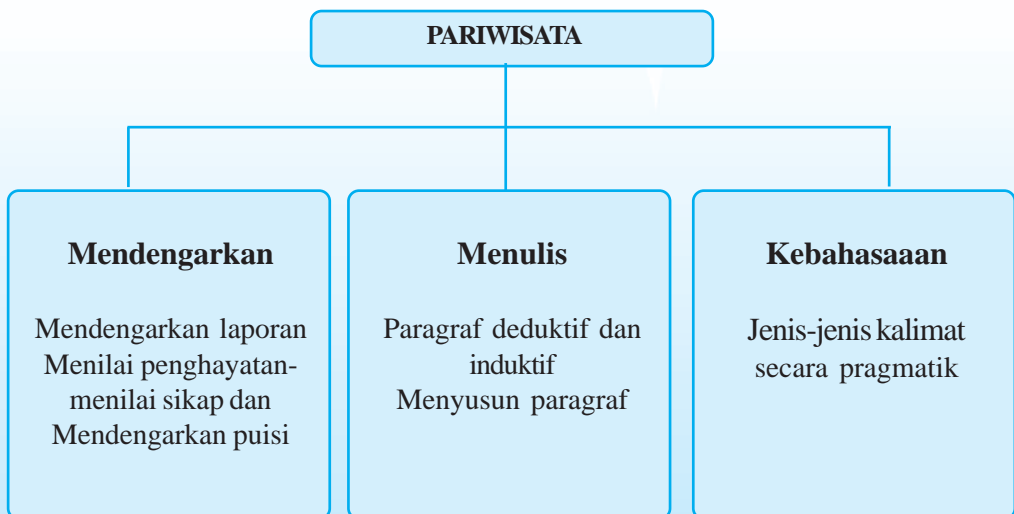 PARIWISATA
Mendengarkan
Mendengarkan laporan
Menilai penghayatan-
menilai sikap dan
Mendengarkan puisi
Menulis
Paragraf deduktif dan
induktif
Menyusun paragraf
Kebahasaaan
Jenis-jenis kalimat
secara pragmatik